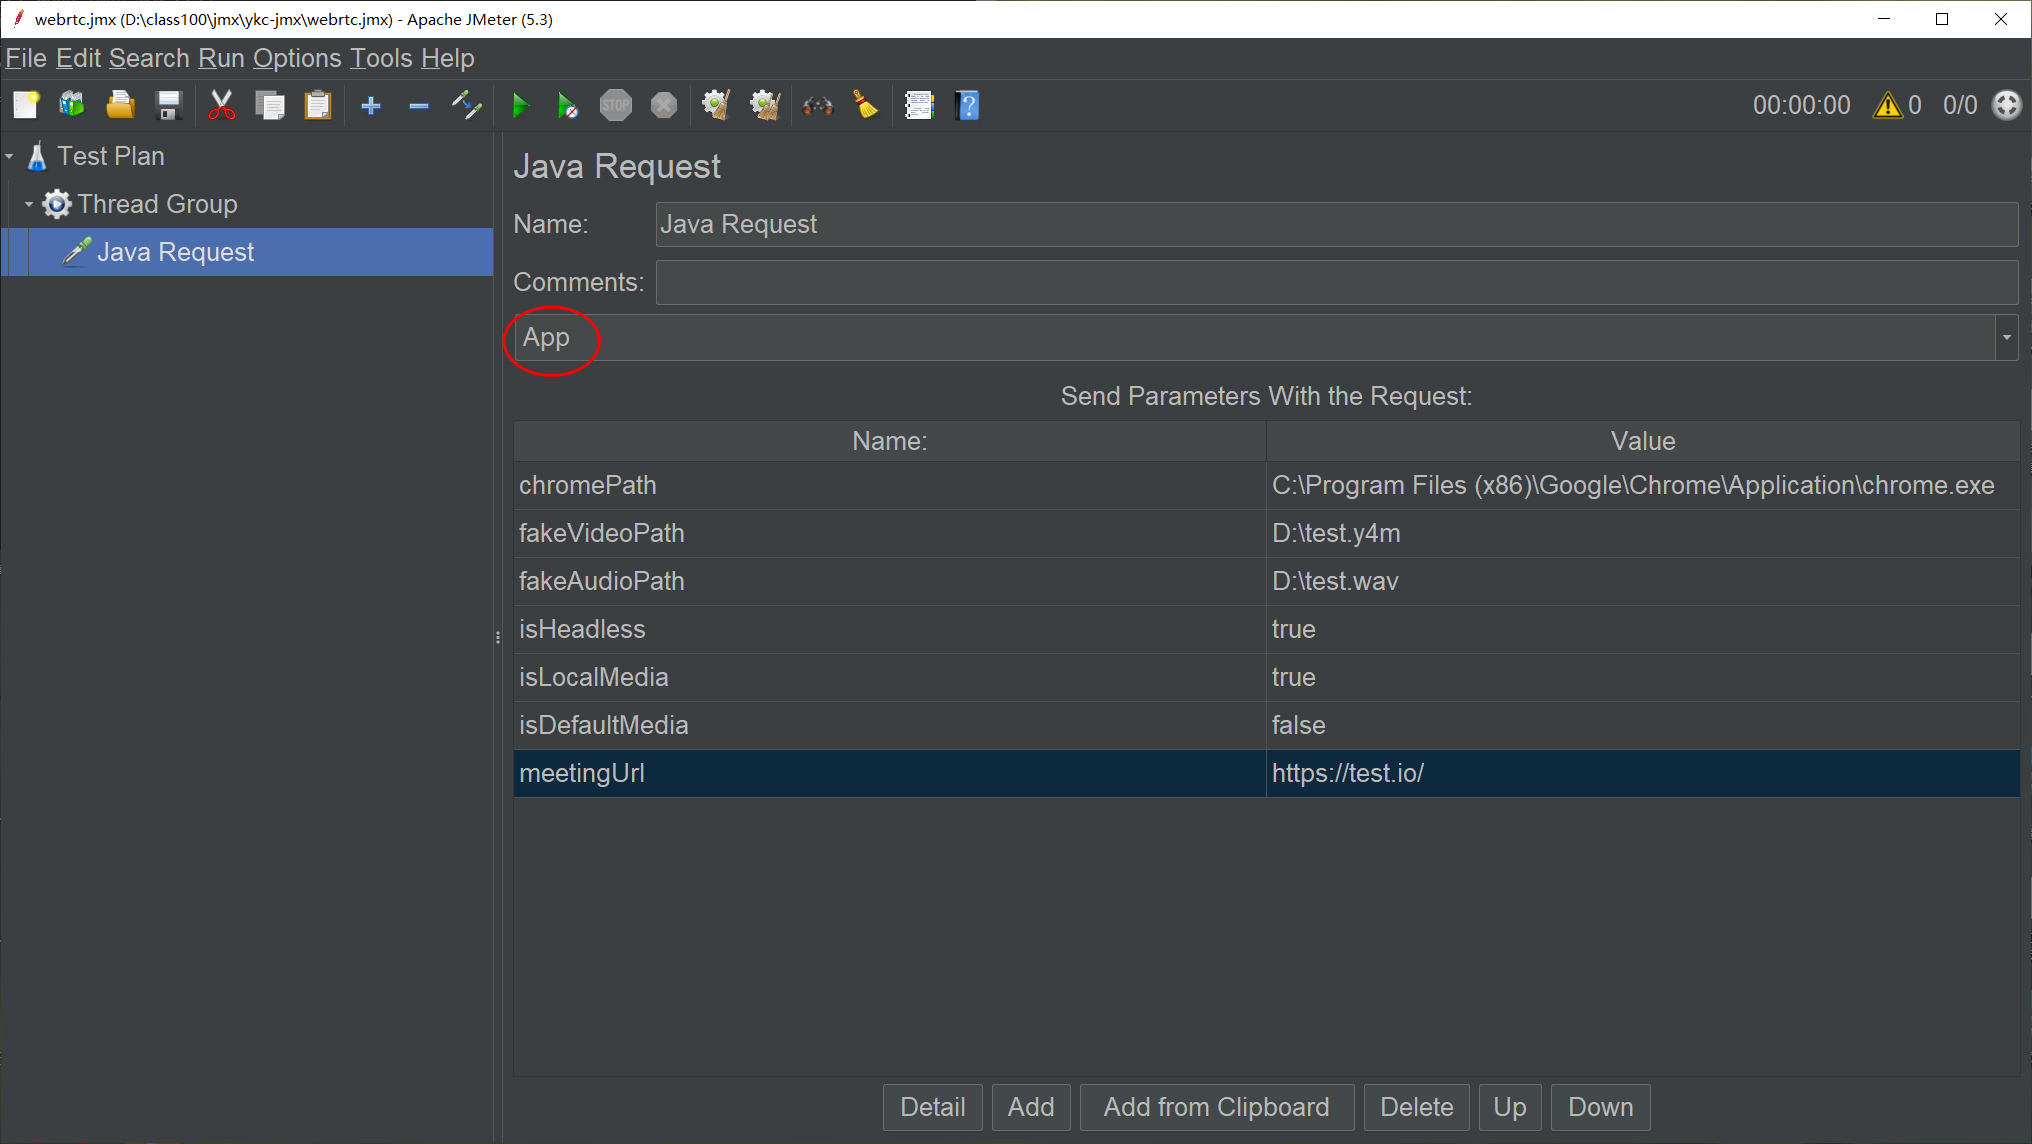 webrtc.jmx (D:\class100\jmx\ykc-jmx\webrtc.jmx) - Apache JMeter (5.3)
File Edit Search Run Options Tools Help
STOP
?
00:00:00 0 0/0
Test Plan
Thread Group
Java Request
Java Request
Name: Java Request
Comments:
App
Send Parameters With the Request:
Name: Value
chromePath C:\Program Files (x86)\Google\Chrome\Application\chrome.exe
fakeVideoPath D:\test.y4m
fakeAudioPath D:\test.wav
isHeadless true
isLocalMedia true
isDefaultMedia false
meetingUrl https://test.io/
Detail Add Add from Clipboard Delete Up Down